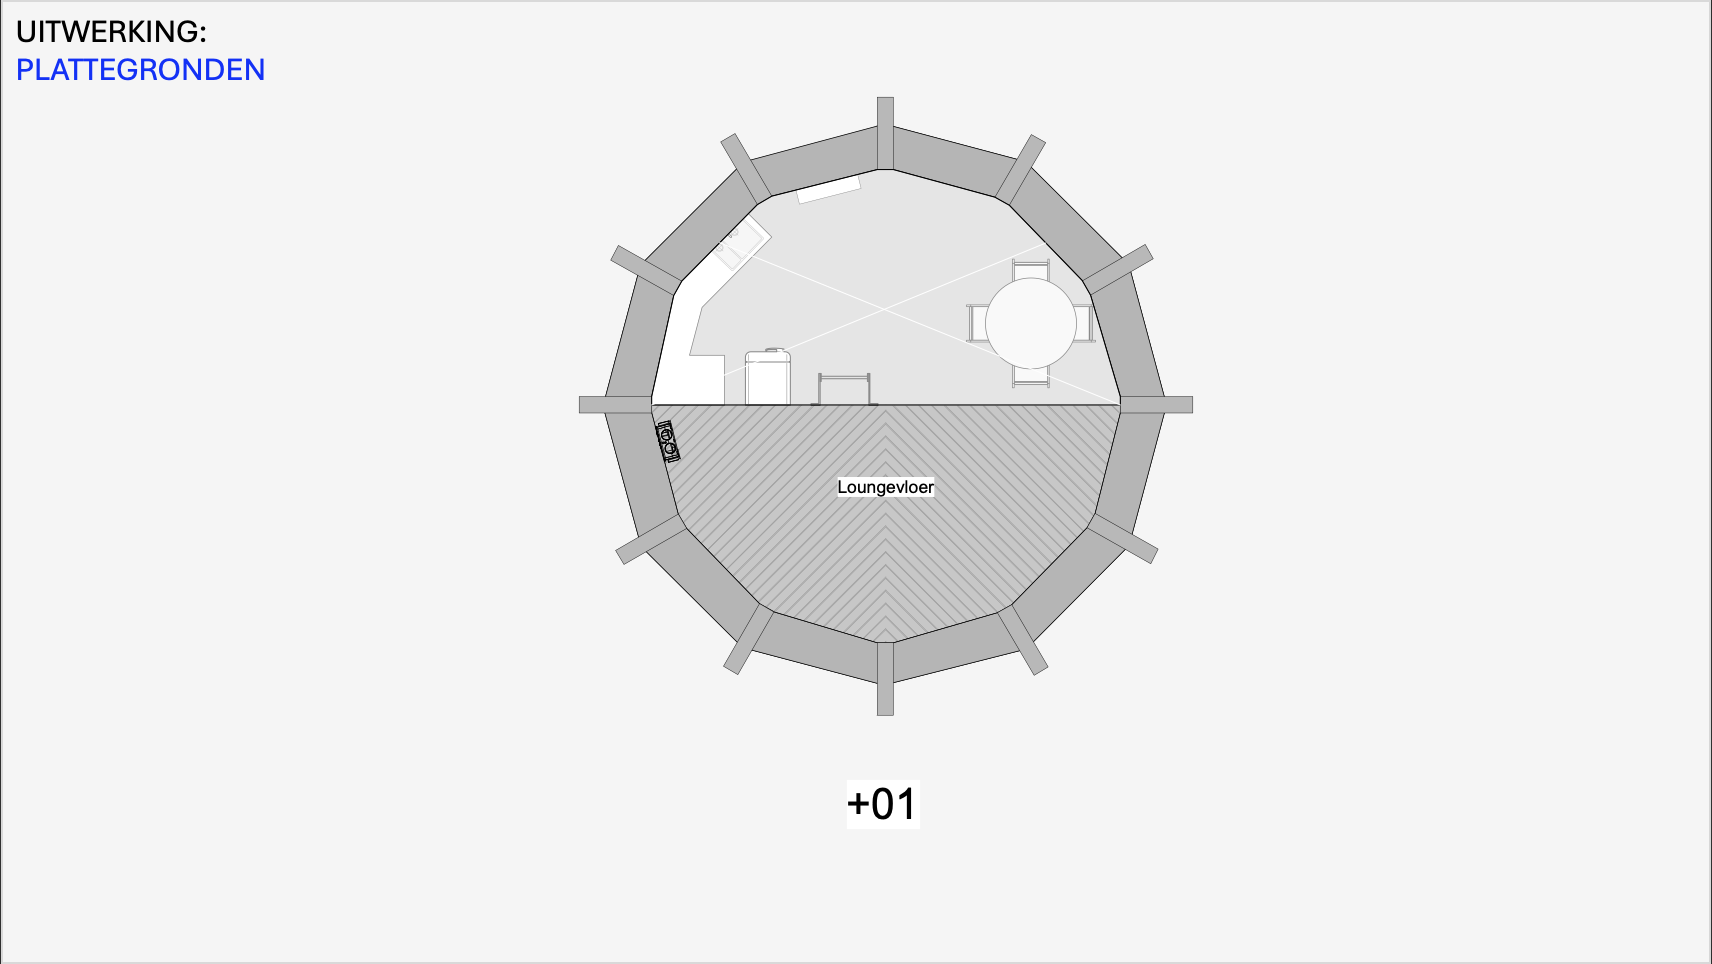 UITWERKING:
PLATTEGRONDEN
Loungevloer
+01